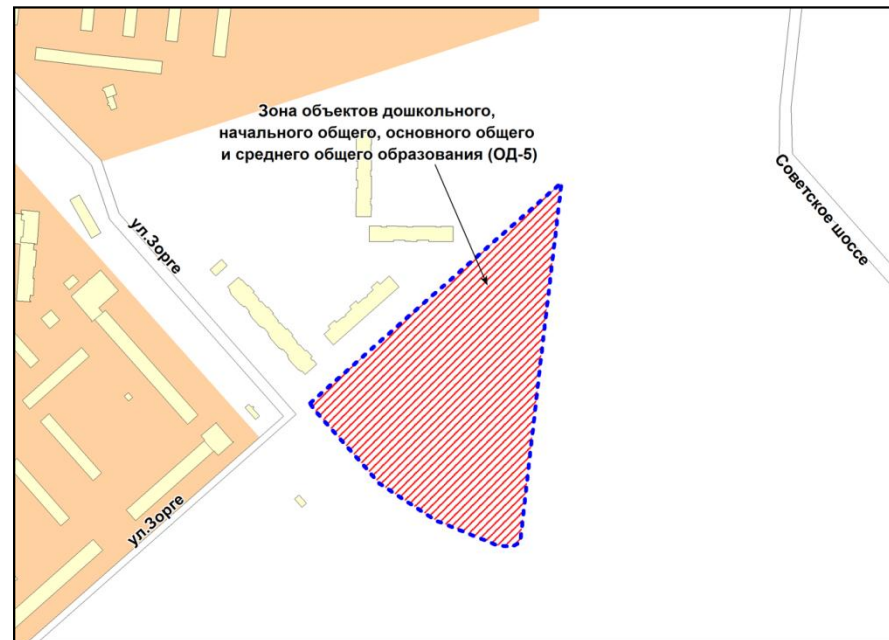 Зона объектов дошкольного,
начального общего, основного общего
и среднего общего образования (ОД-5)
ул.Зорге
Советское шоссе
ул.Зорге